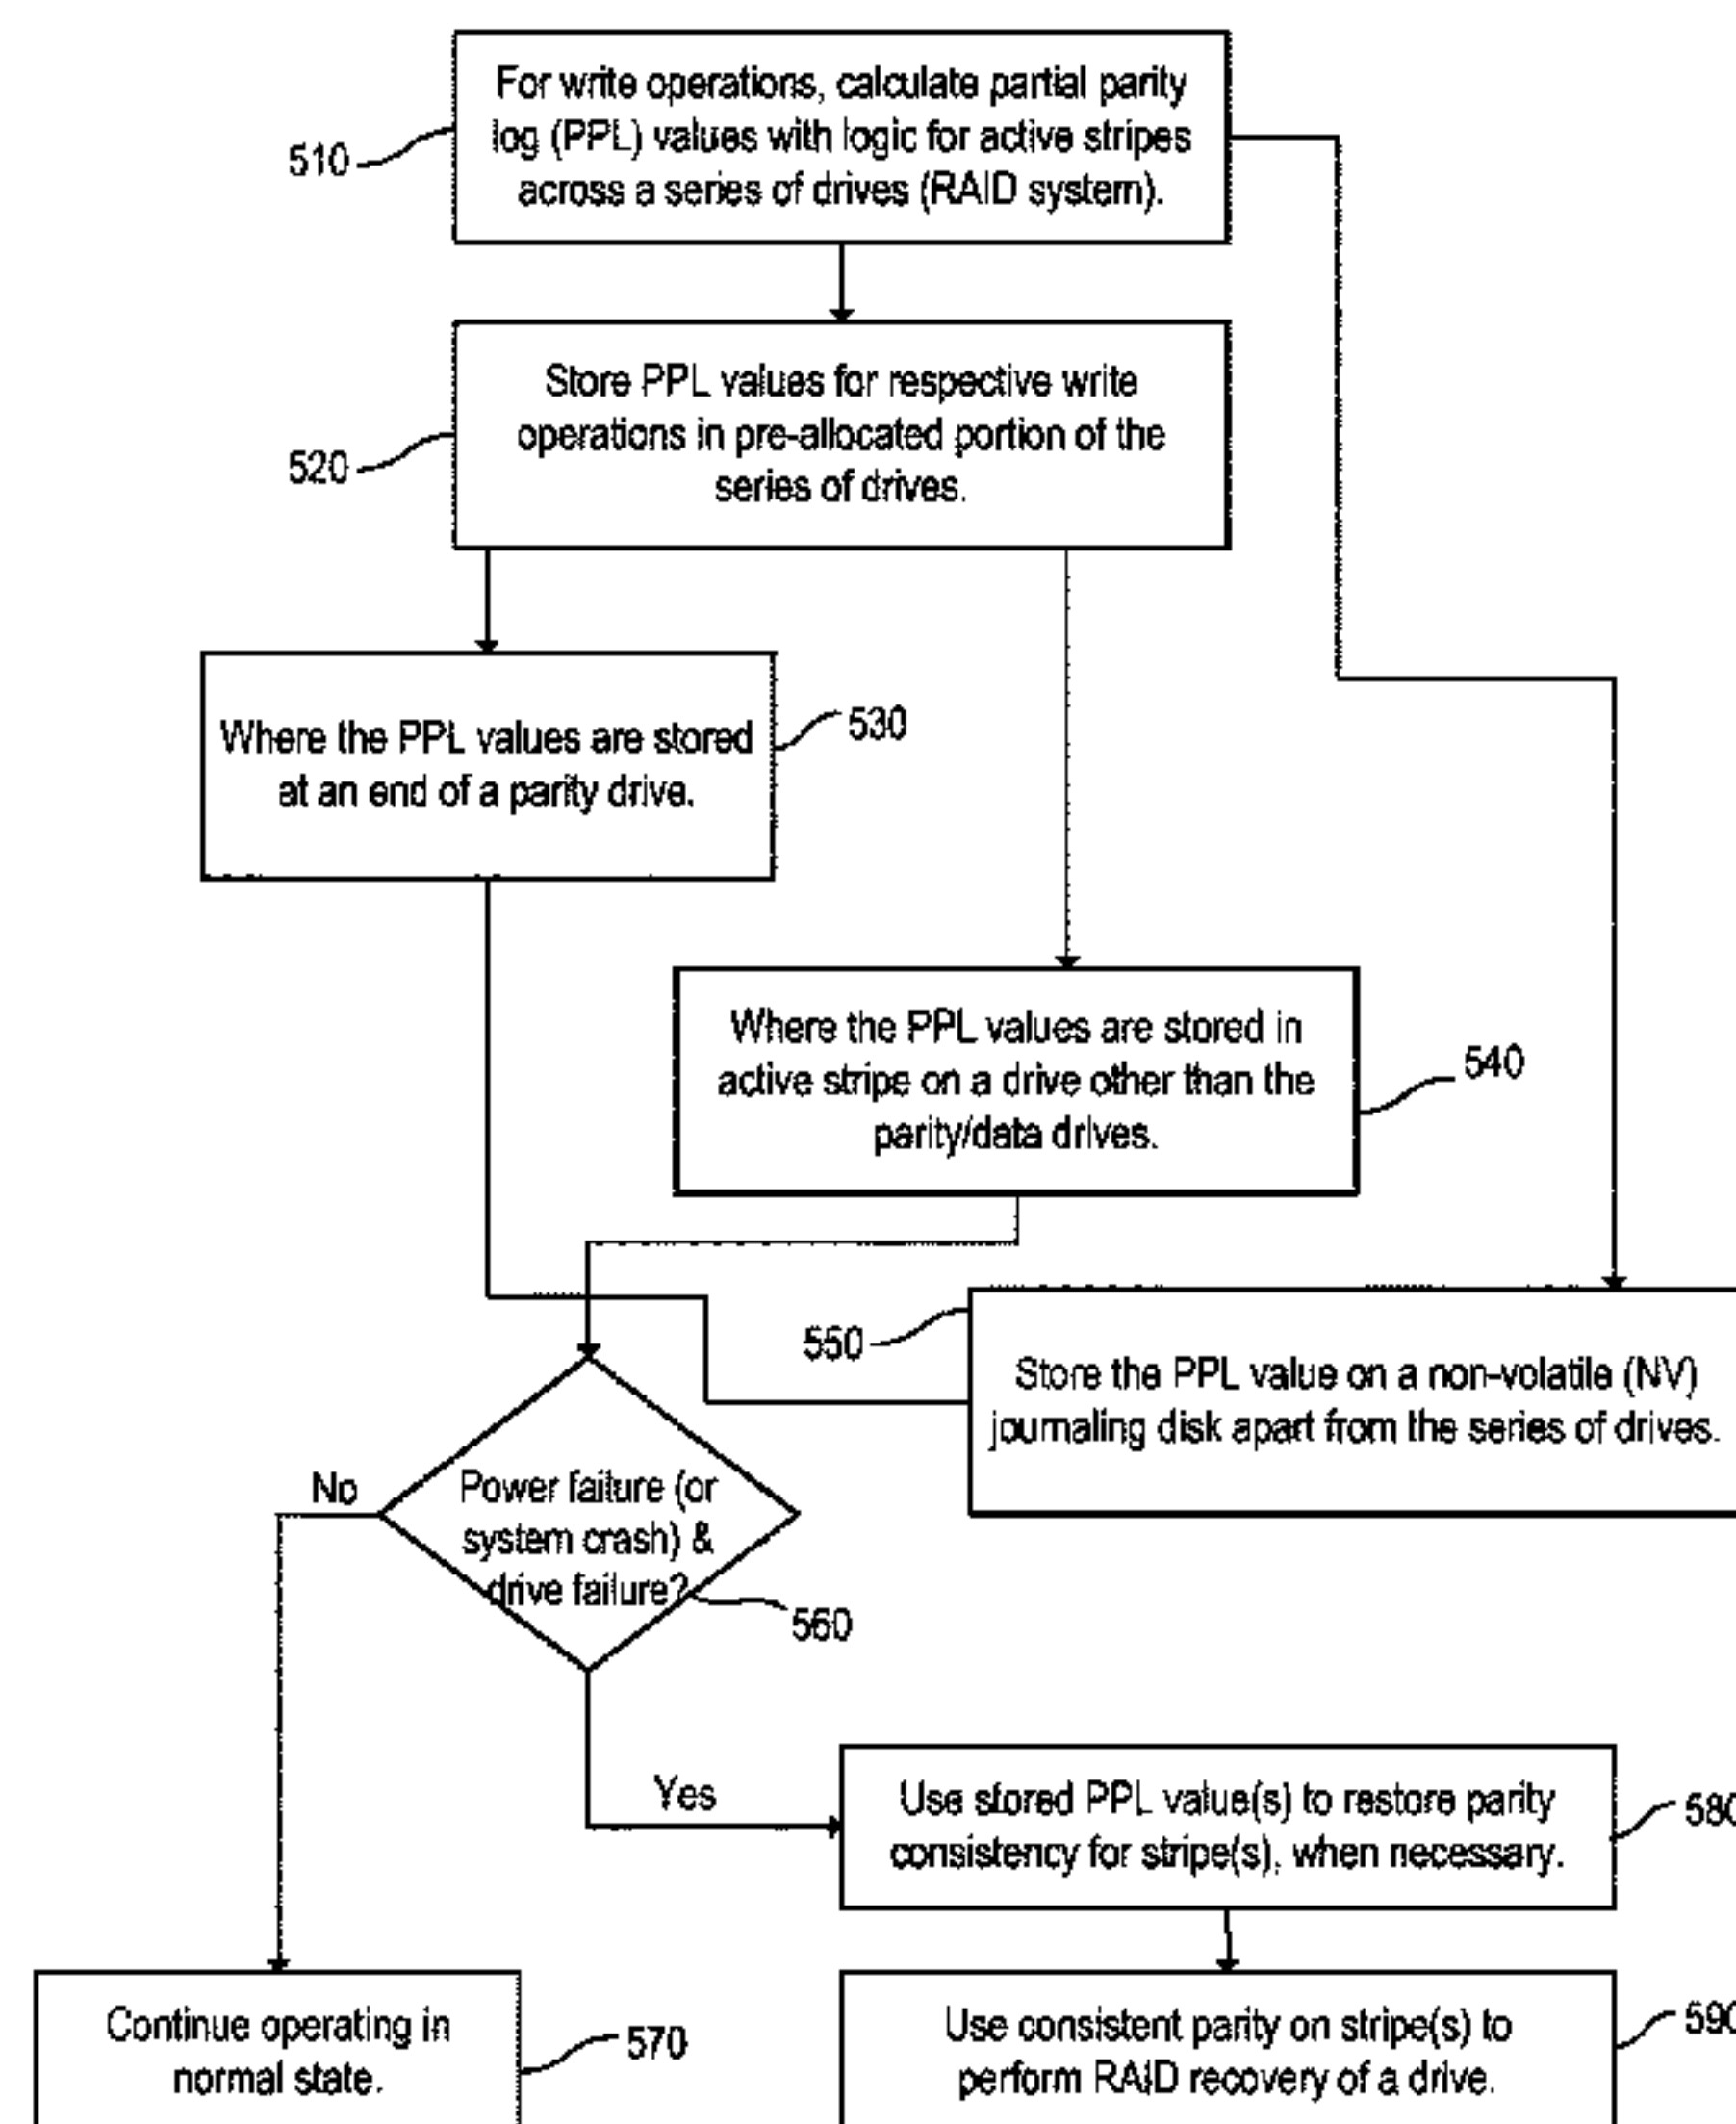 For write operations, calculate partial parity
log (PPL) values with logic for active stripes
across a series of drives (RAID system).
510
Store PPL values for respective write
operations in pre-allocated portion of the
series of drives.
520
Where the PPL values are stored
at an end of a parity drive.
530
Where the PPL values are stored in
active stripe on a drive other than the
parity/data drives.
540
550
Store the PPL value on a non-volatile (NV)
journaling disk apart from the series of drives.
No
Power failure (or
system crash) &
drive failure?
560
Yes
Use stored PPL value(s) to restore parity
consistency for stripe(s), when necessary.
580
Continue operating in
normal state.
570
Use consistent parity on stripe(s) to
perform RAID recovery of a drive.
590